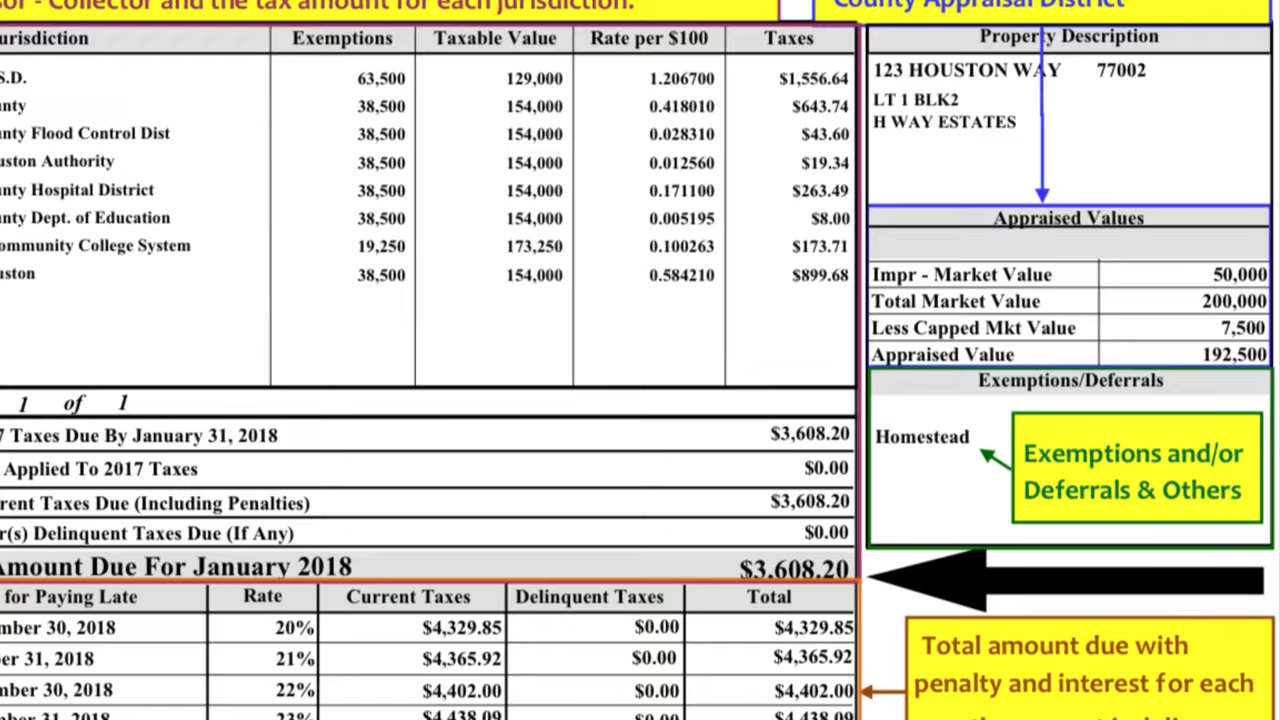 sor - Collector and the tax amount for each jurisdiction.
County Appraisal District
urisdiction Exemptions Taxable Value Rate per $100 Taxes
S.D. 63,500 129,000 1.206700 $1,556.64
nty 38,500 154,000 0.418010 $643.74
nty Flood Control Dist 38,500 154,000 0.028310 $43.60
uston Authority 38,500 154,000 0.012560 $19.34
nty Hospital District 38,500 154,000 0.171100 $263.49
nty Dept. of Education 38,500 154,000 0.005195 $8.00
ommunity College System 19,250 173,250 0.100263 $173.71
uston 38,500 154,000 0.584210 $899.68
1 of 1
7 Taxes Due By January 31, 2018 $3,608.20
Applied To 2017 Taxes $0.00
rent Taxes Due (Including Penalties) $3,608.20
r(s) Delinquent Taxes Due (If Any) $0.00
Amount Due For January 2018 $3,608.20
for Paying Late Rate Current Taxes Delinquent Taxes Total
mber 30, 2018 20% $4,329.85 $0.00 $4,329.85
er 31, 2018 21% $4,365.92 $0.00 $4,365.92
mber 30, 2018 22% $4,402.00 $0.00 $4,402.00
mber 31, 2018 23% $4,438.09 $0.00 $4,438.09
Property Description
123 HOUSTON WAY 77002
LT 1 BLK2
H WAY ESTATES
Appraised Values
Impr - Market Value 50,000
Total Market Value 200,000
Less Capped Mkt Value 7,500
Appraised Value 192,500
Exemptions/Deferrals
Homestead
Exemptions and/or
Deferrals & Others
Total amount due with
penalty and interest for each